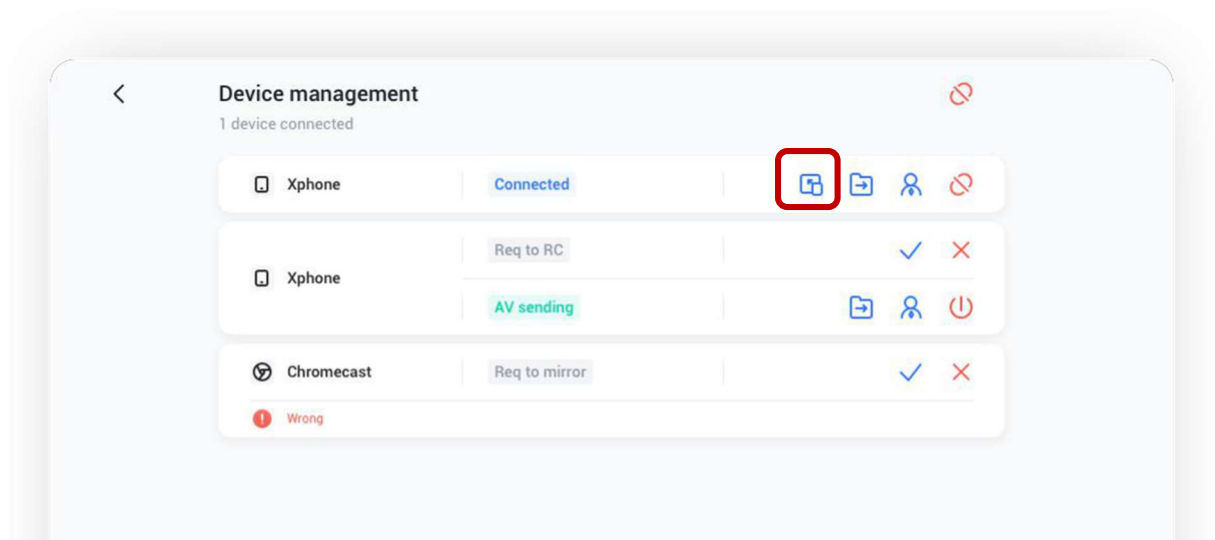 Device management
1 device connected
Xphone Connected
Req to RC
Xphone
AV sending
Chromecast Req to mirror
Wrong